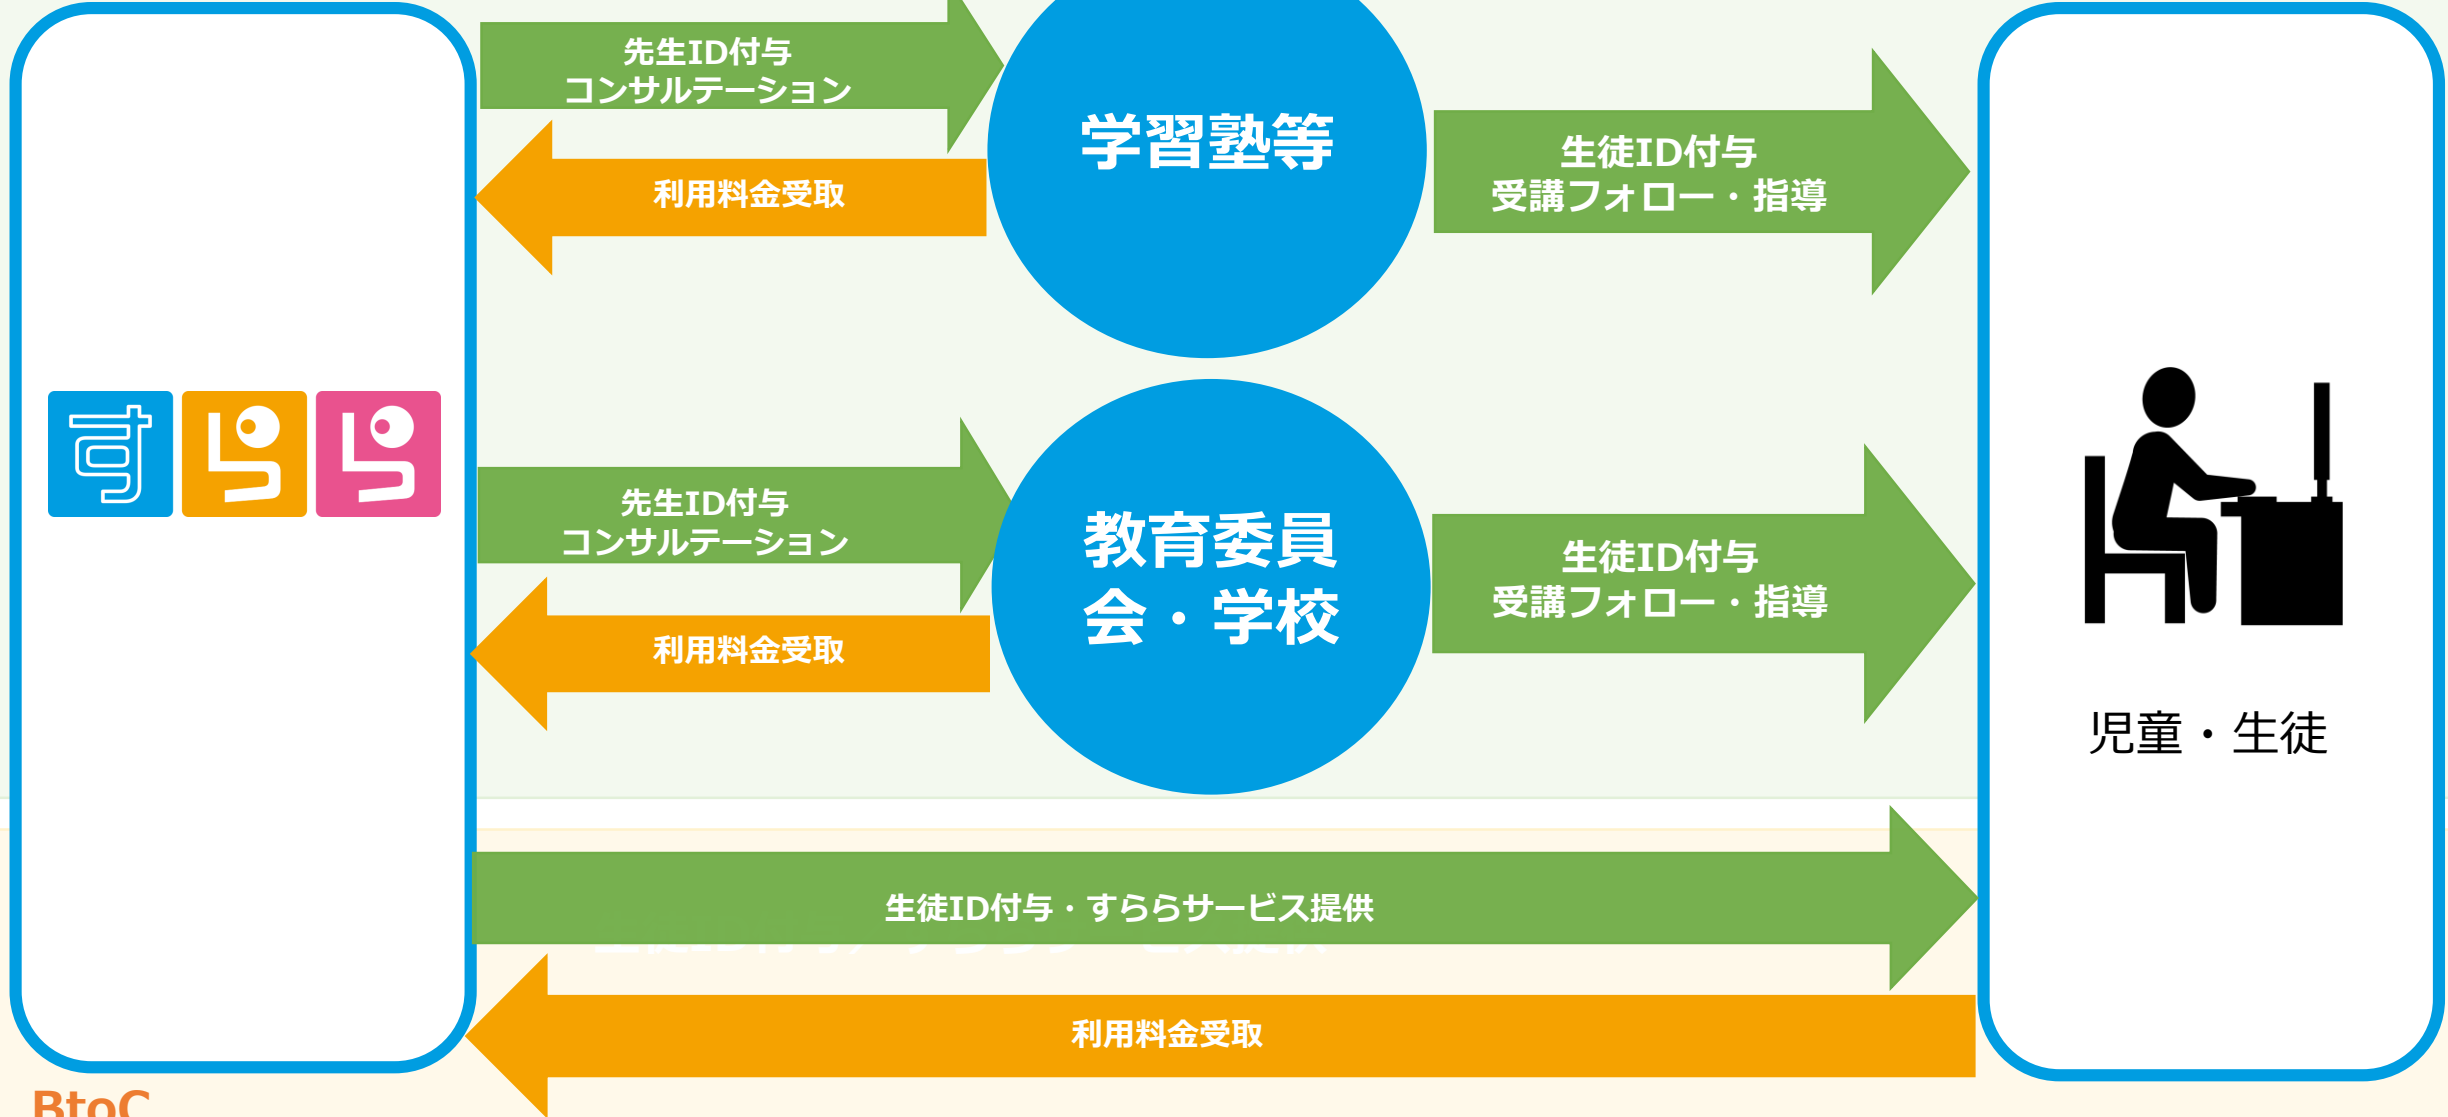 先生ID付与
コンサルテーション
利用料金受取
学習塾等
生徒ID付与
受講フォロー・指導
すらら
先生ID付与
コンサルテーション
利用料金受取
教育委員
会・学校
生徒ID付与
受講フォロー・指導
児童・生徒
生徒ID付与・すららサービス提供
利用料金受取
BtoC